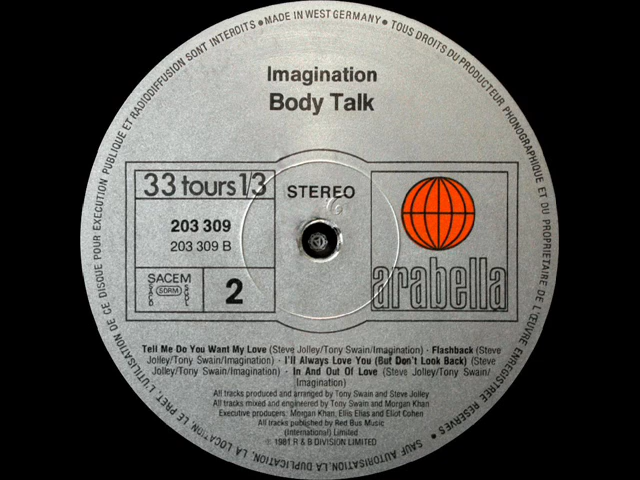 MADE IN WEST GERMANY • TOUS DROITS DU PRODUCTEUR PHONOGRAPHIQUE ET DU PROPRIETAIRE DE L'ŒUVRE ENREGISTREE RESERVES • SAUF AUTORISATION, LA DUPLICATION, LA LOCATION, LE PRET, L'UTILISATION DE CE DISQUE POUR EXECUTION PUBLIQUE ET RADIODIFFUSION SONT INTERDITS •
Imagination
Body Talk
33 tours 1/3
STEREO
203 309
203 309 B
SACEM
SACD SDRM SGDL
2
arabella
Tell Me Do You Want My Love (Steve Jolley/Tony Swain/Imagination) · Flashback (Steve
Jolley/Tony Swain/Imagination) · I'll Always Love You (But Don't Look Back) (Steve
Jolley/Tony Swain/Imagination) · In And Out Of Love (Steve Jolley/Tony Swain/
Imagination)
All tracks produced and arranged by Tony Swain and Steve Jolley
All tracks mixed and engineered by Tony Swain and Morgan Khan
Executive producers: Morgan Khan, Ellis Elias and Eliot Cohen
All tracks published by Red Bus Music
(International) Limited
℗ 1981 R & B DIVISION LIMITED